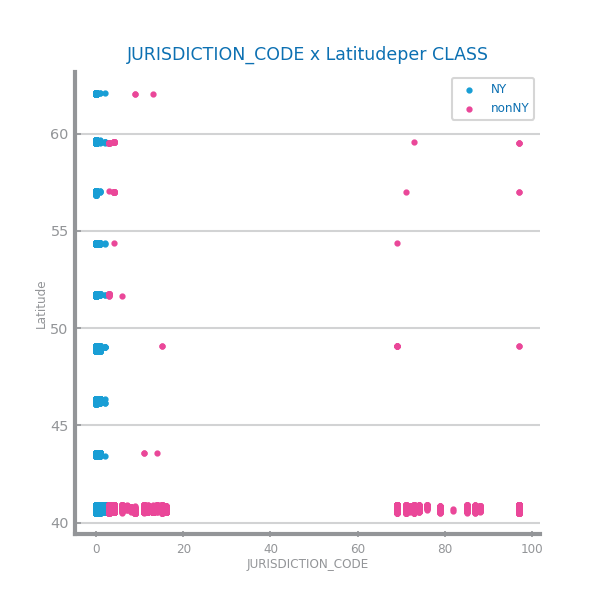 JURISDICTION_CODE x Latitudeper CLASS
NY
nonNY
60
55
50
45
40
Latitude
0 20 40 60 80 100
JURISDICTION_CODE